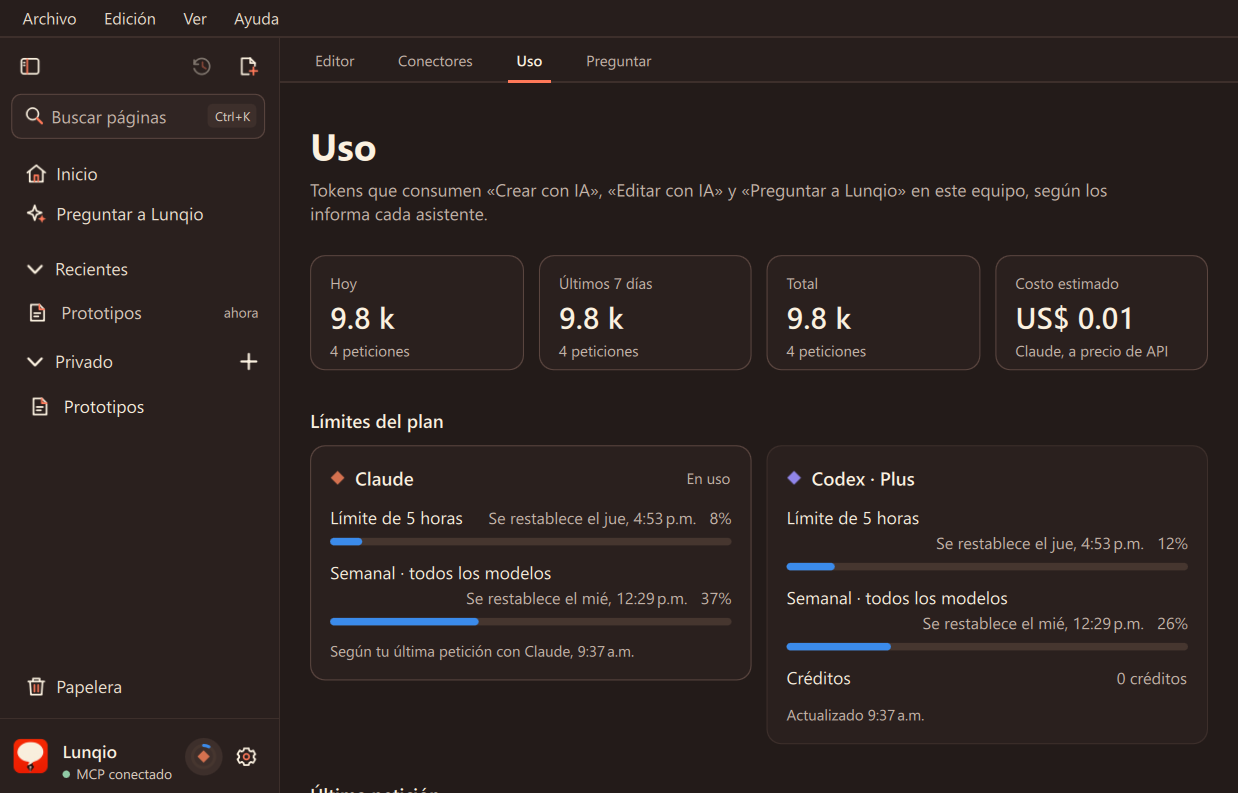 Archivo Edición Ver Ayuda
Editor Conectores Uso Preguntar
Buscar páginas Ctrl+K
Inicio
Preguntar a Lunqio
Recientes
Prototipos ahora
Privado
Prototipos
Papelera
Lunqio
MCP conectado
Uso
Tokens que consumen «Crear con IA», «Editar con IA» y «Preguntar a Lunqio» en este equipo, según los
informa cada asistente.
Hoy
9.8 k
4 peticiones
Últimos 7 días
9.8 k
4 peticiones
Total
9.8 k
4 peticiones
Costo estimado
US$ 0.01
Claude, a precio de API
Límites del plan
Claude En uso
Límite de 5 horas Se restablece el jue, 4:53 p.m. 8%
Semanal · todos los modelos
Se restablece el mié, 12:29 p.m. 37%
Según tu última petición con Claude, 9:37 a.m.
Codex · Plus
Límite de 5 horas
Se restablece el jue, 4:53 p.m. 12%
Semanal · todos los modelos
Se restablece el mié, 12:29 p.m. 26%
Créditos 0 créditos
Actualizado 9:37 a.m.
Última petición